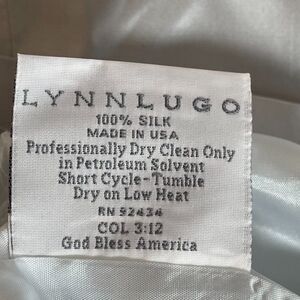 LYNNLUGO
100% SILK
MADE IN USA
Professionally Dry Clean Only
in Petroleum Solvent
Short Cycle-Tumble
Dry on Low Heat
RN 92434
COL 3:12
God Bless America